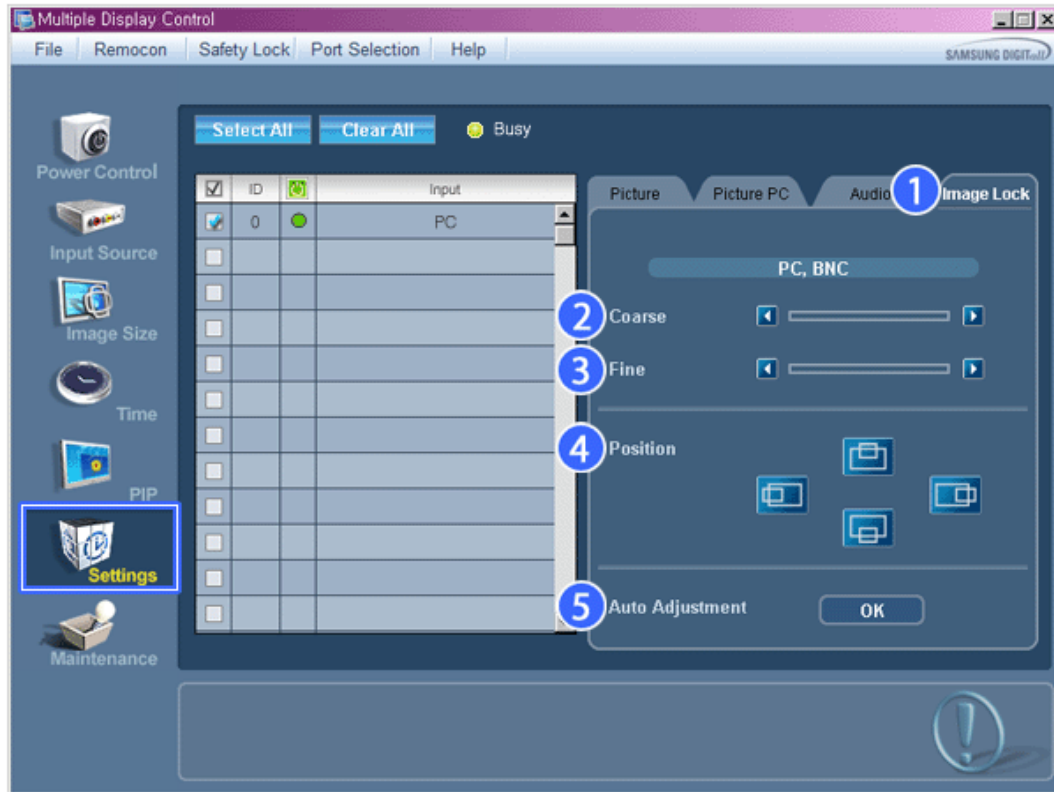 Multiple Display Control
File Remocon Safety Lock Port Selection Help
SAMSUNG DIGITall
Select All Clear All Busy
Power Control
ID Input
Picture Picture PC Audio 1 Image Lock
0 PC
Input Source
PC, BNC
2 Coarse
Image Size
3 Fine
Time
4 Position
PIP
Settings
5 Auto Adjustment OK
Maintenance